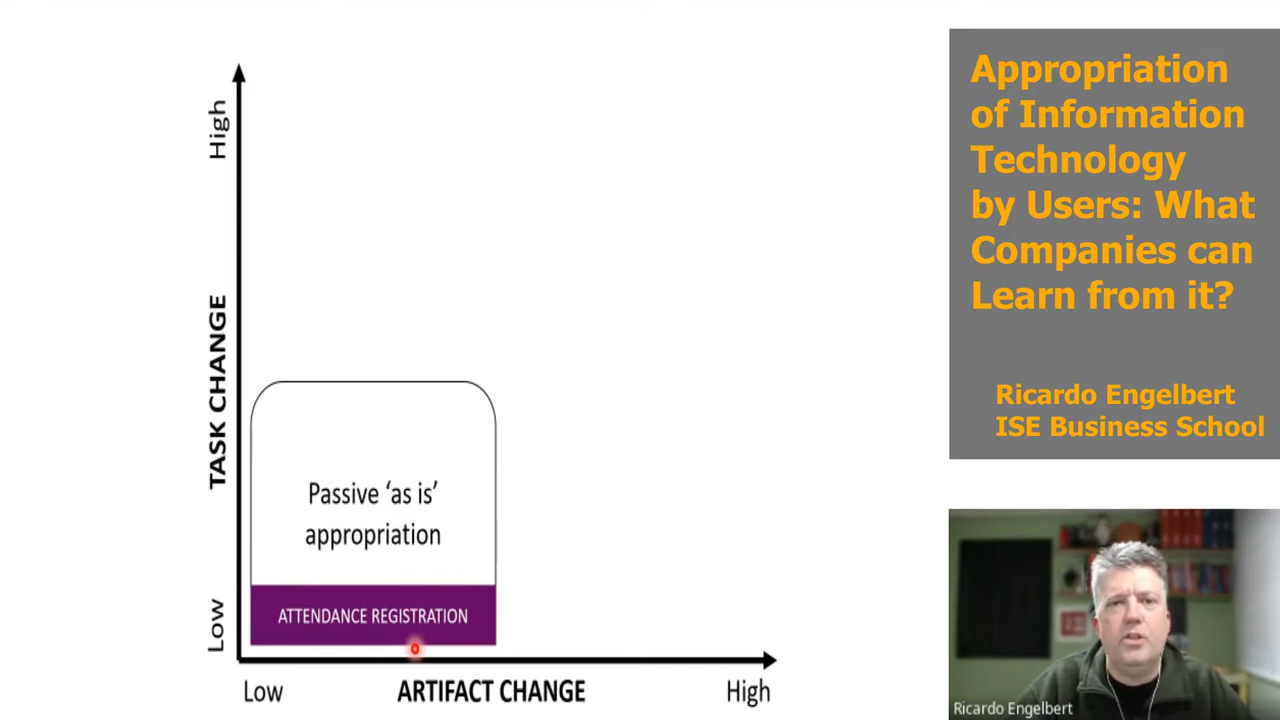 High
TASK CHANGE
Low
Passive ‘as is’
appropriation
ATTENDANCE REGISTRATION
Low
ARTIFACT CHANGE
High
Appropriation
of Information
Technology
by Users: What
Companies can
Learn from it?
Ricardo Engelbert
ISE Business School
Ricardo Engelbert